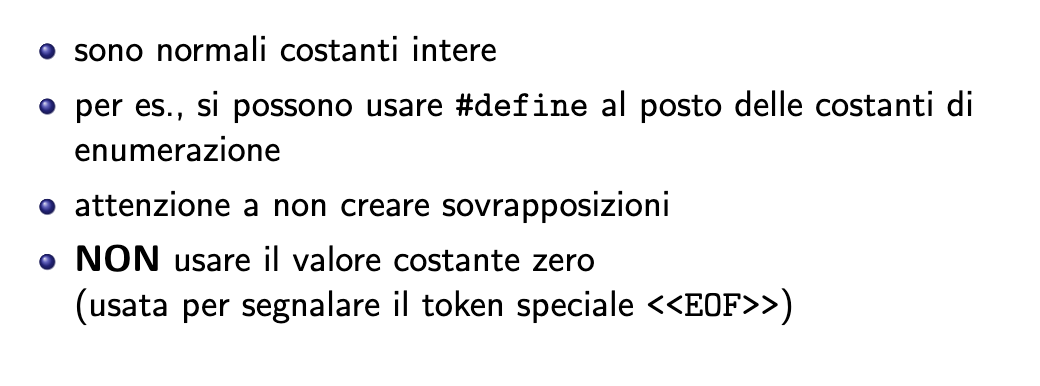 sono normali costanti intere
per es., si possono usare #define al posto delle costanti di
enumerazione
attenzione a non creare sovrapposizioni
NON usare il valore costante zero
(usata per segnalare il token speciale <<EOF>>)